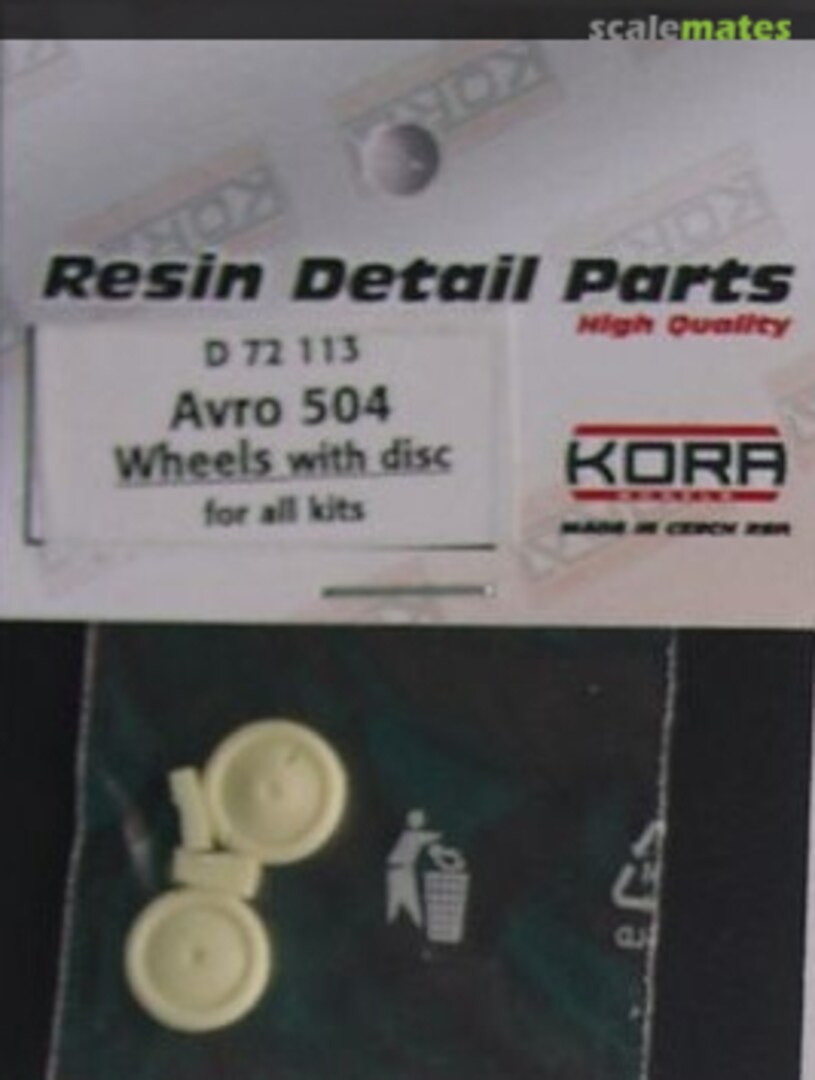 scalemates
Resin Detail Parts
High Quality
D 72 113
Avro 504
Wheels with disc
for all kits
KORA
MADE IN CZECH REP.